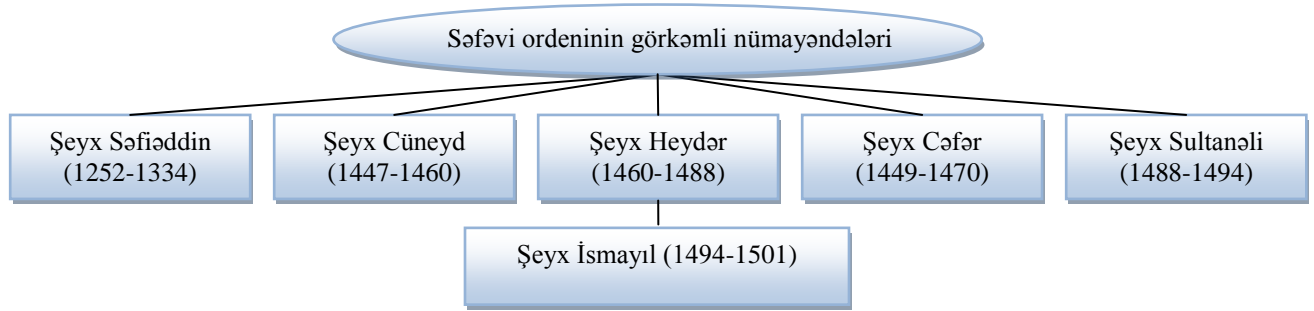 Səfəvi ordeninin görkəmli nümayəndələri
Şeyx Səfiəddin
(1252-1334)
Şeyx Cüneyd
(1447-1460)
Şeyx Heydər
(1460-1488)
Şeyx Cəfər
(1449-1470)
Şeyx Sultanəli
(1488-1494)
Şeyx İsmayıl (1494-1501)